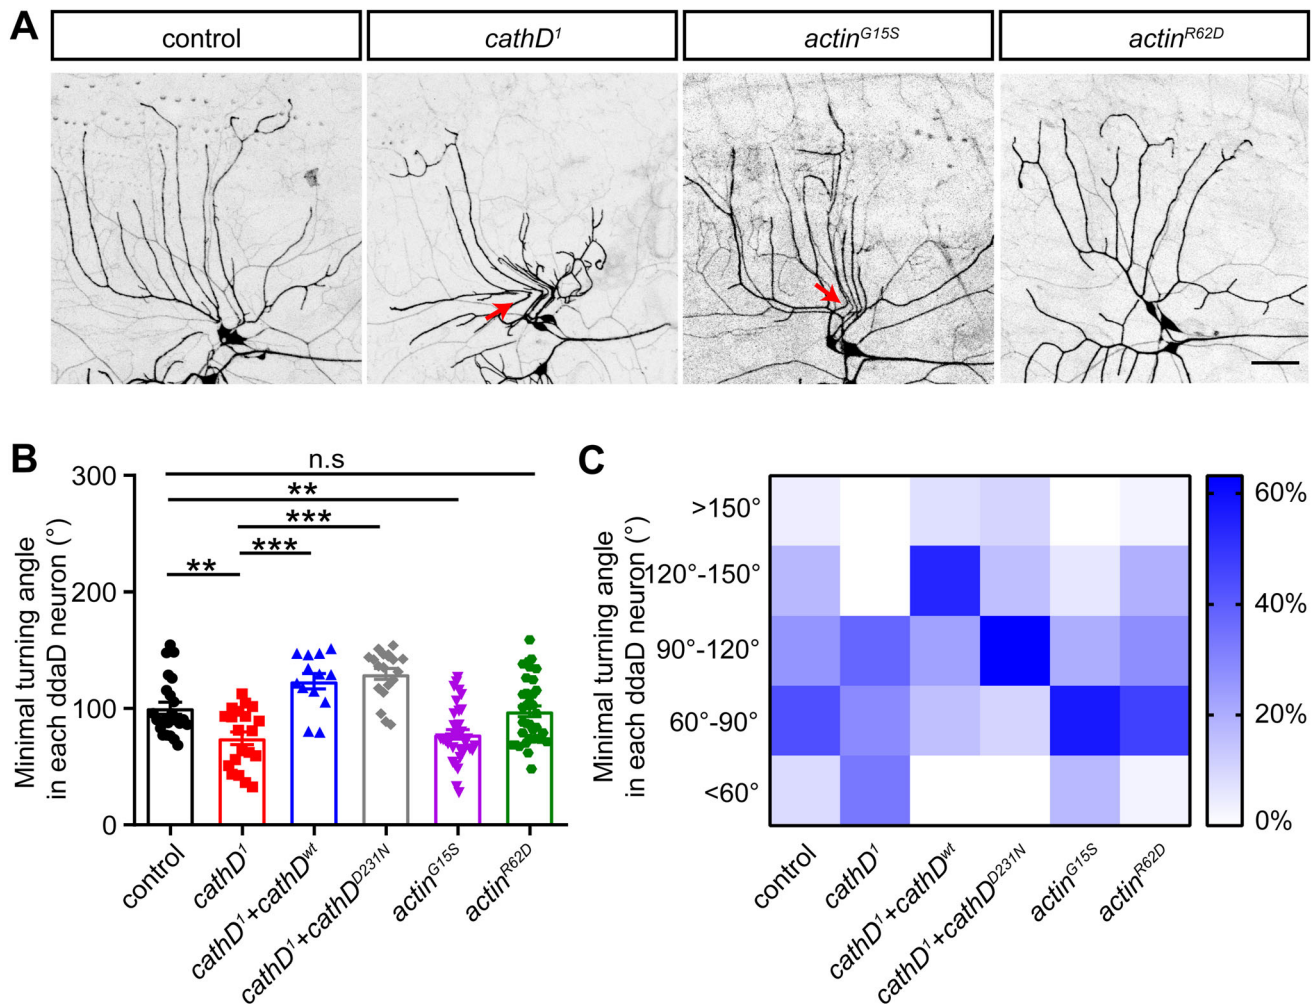 A
control
cathD¹
actinᴳ¹⁵ˢ
actinᴿ⁶²ᴰ
B
Minimal turning angle
in each ddaD neuron (°)
300
200
100
0
n.s
**
***
***
**
control
cathD¹
cathD¹+cathDʷᵗ
cathD¹+cathDᴰ²³¹ᴺ
actinᴳ¹⁵ˢ
actinᴿ⁶²ᴰ
C
Minimal turning angle
in each ddaD neuron (°)
>150°
120°-150°
90°-120°
60°-90°
<60°
control
cathD¹
cathD¹+cathDʷᵗ
cathD¹+cathDᴰ²³¹ᴺ
actinᴳ¹⁵ˢ
actinᴿ⁶²ᴰ
60%
40%
20%
0%